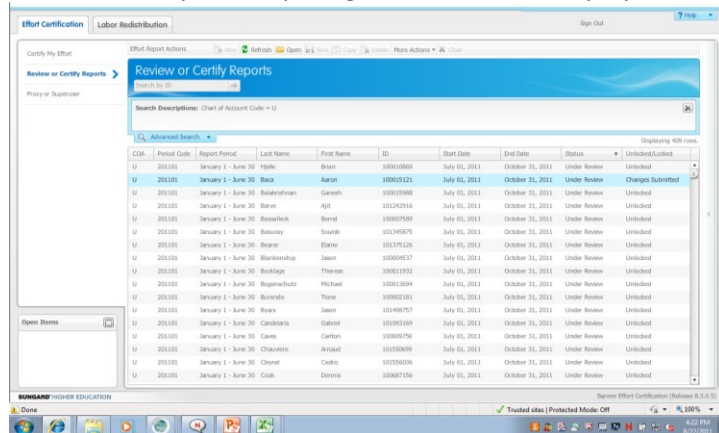 Effort Certification Labor Redistribution Sign Out Help
Certify My Effort
Review or Certify Reports
Proxy or Superuser
Effort Report Actions New Refresh Open Save Copy Delete More Actions Close
Review or Certify Reports
Search by ID
Search Descriptions: Chart of Account Code = U
Advanced Search
Displaying 409 rows.
COA Period Code Report Period Last Name First Name ID Start Date End Date Status Unlocked/Locked
U 201101 January 1 - June 30 Hjelle Brian 100010869 July 01, 2011 October 31, 2011 Under Review Unlocked
U 201101 January 1 - June 30 Baca Aaron 100015121 July 01, 2011 October 31, 2011 Under Review Changes Submitted
U 201101 January 1 - June 30 Balakrishnan Ganesh 100015988 July 01, 2011 October 31, 2011 Under Review Unlocked
U 201101 January 1 - June 30 Barve Ajit 101242916 July 01, 2011 October 31, 2011 Under Review Unlocked
U 201101 January 1 - June 30 Bassalleck Bernd 100007589 July 01, 2011 October 31, 2011 Under Review Unlocked
U 201101 January 1 - June 30 Basuray Soumik 101345875 July 01, 2011 October 31, 2011 Under Review Unlocked
U 201101 January 1 - June 30 Bearer Elaine 101375126 July 01, 2011 October 31, 2011 Under Review Unlocked
U 201101 January 1 - June 30 Blankenship Jason 100004537 July 01, 2011 October 31, 2011 Under Review Unlocked
U 201101 January 1 - June 30 Bocklage Therese 100011932 July 01, 2011 October 31, 2011 Under Review Unlocked
U 201101 January 1 - June 30 Bogenschutz Michael 100013694 July 01, 2011 October 31, 2011 Under Review Unlocked
U 201101 January 1 - June 30 Buranda Tione 100002181 July 01, 2011 October 31, 2011 Under Review Unlocked
U 201101 January 1 - June 30 Byars Jason 101498757 July 01, 2011 October 31, 2011 Under Review Unlocked
U 201101 January 1 - June 30 Candelaria Gabriel 101093169 July 01, 2011 October 31, 2011 Under Review Unlocked
U 201101 January 1 - June 30 Caves Carlton 100009750 July 01, 2011 October 31, 2011 Under Review Unlocked
U 201101 January 1 - June 30 Chauviere Arnaud July 01, 2011 October 31, 2011 Under Review Unlocked
U 201101 January 1 - June 30 Cleyrat Cedric 101556036 July 01, 2011 October 31, 2011 Under Review Unlocked
U 201101 January 1 - June 30 Cook Dennis 100687156 July 01, 2011 October 31, 2011 Under Review Unlocked
Open Items
SUNGARD HIGHER EDUCATION Banner Effort Certification (Release 8.3.0.5)
Done Trusted sites | Protected Mode: Off 100%
4:22 PM